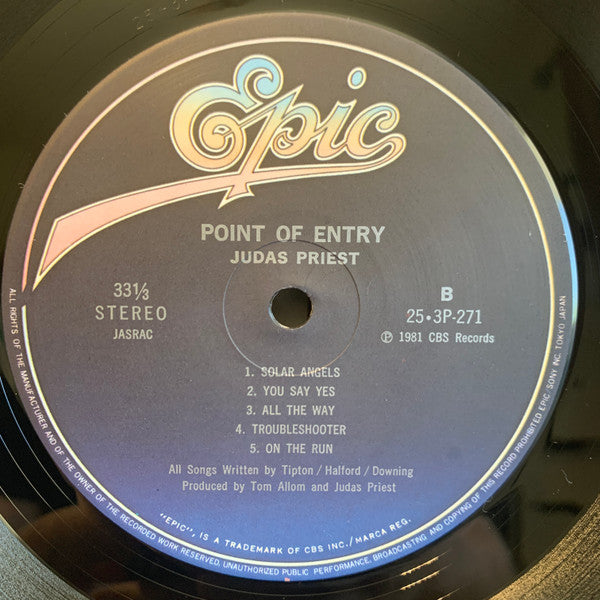 Epic
POINT OF ENTRY
JUDAS PRIEST
33⅓
STEREO
JASRAC
B
25・3P-271
Ⓟ 1981 CBS Records
1. SOLAR ANGELS
2. YOU SAY YES
3. ALL THE WAY
4. TROUBLESHOOTER
5. ON THE RUN
All Songs Written by Tipton / Halford / Downing
Produced by Tom Allom and Judas Priest
"EPIC", IS A TRADEMARK OF CBS INC./MARCA REG.
ALL RIGHTS OF THE MANUFACTURER AND OF THE OWNER OF THE RECORDED WORK RESERVED. UNAUTHORIZED PUBLIC PERFORMANCE, BROADCASTING AND COPYING OF THIS RECORD PROHIBITED EPIC. SONY INC. TOKYO JAPAN